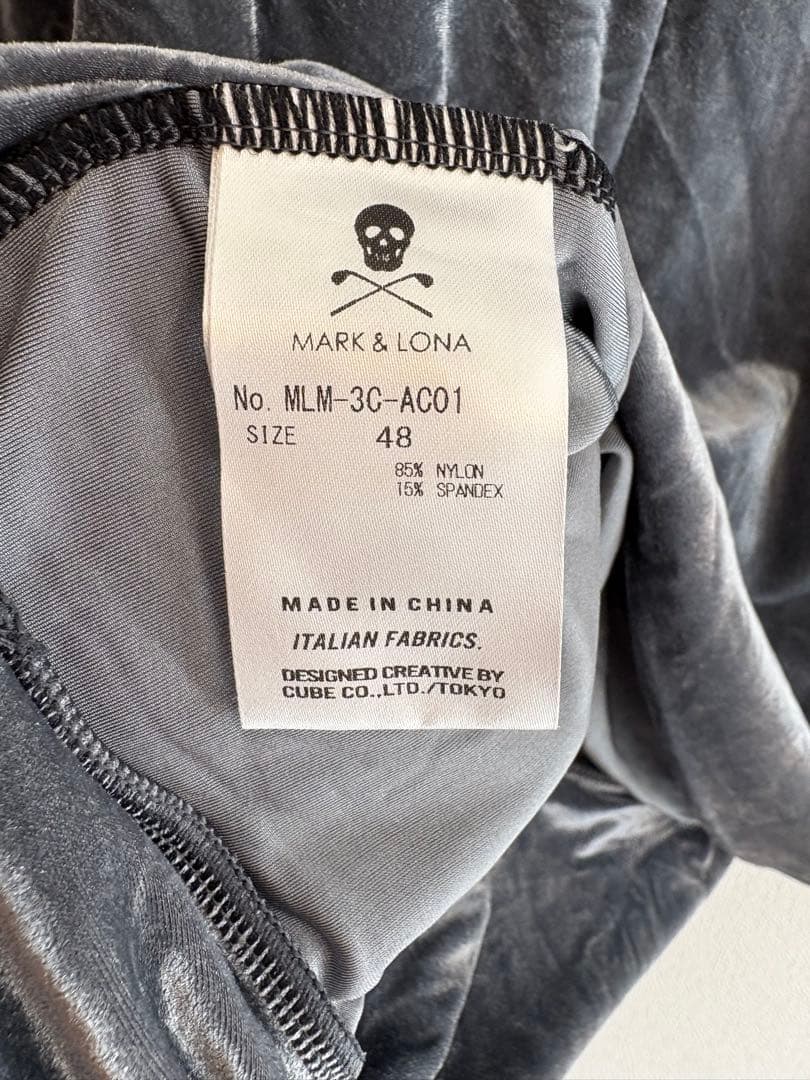 MARK & LONA
No. MLM-3C-AC01
SIZE 48
85% NYLON
15% SPANDEX
MADE IN CHINA
ITALIAN FABRICS.
DESIGNED CREATIVE BY
CUBE CO.,LTD./TOKYO